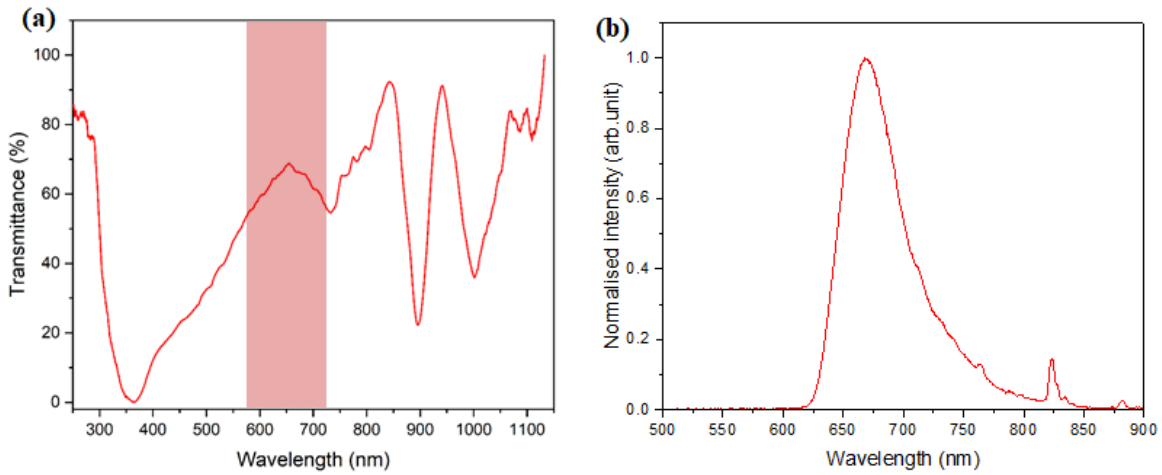 (a)
100
80
60
40
20
0
Transmittance (%)
300 400 500 600 700 800 900 1000 1100
Wavelength (nm)
(b)
1.0
0.8
0.6
0.4
0.2
0.0
Normalised intensity (arb.unit)
500 550 600 650 700 750 800 850 900
Wavelength (nm)